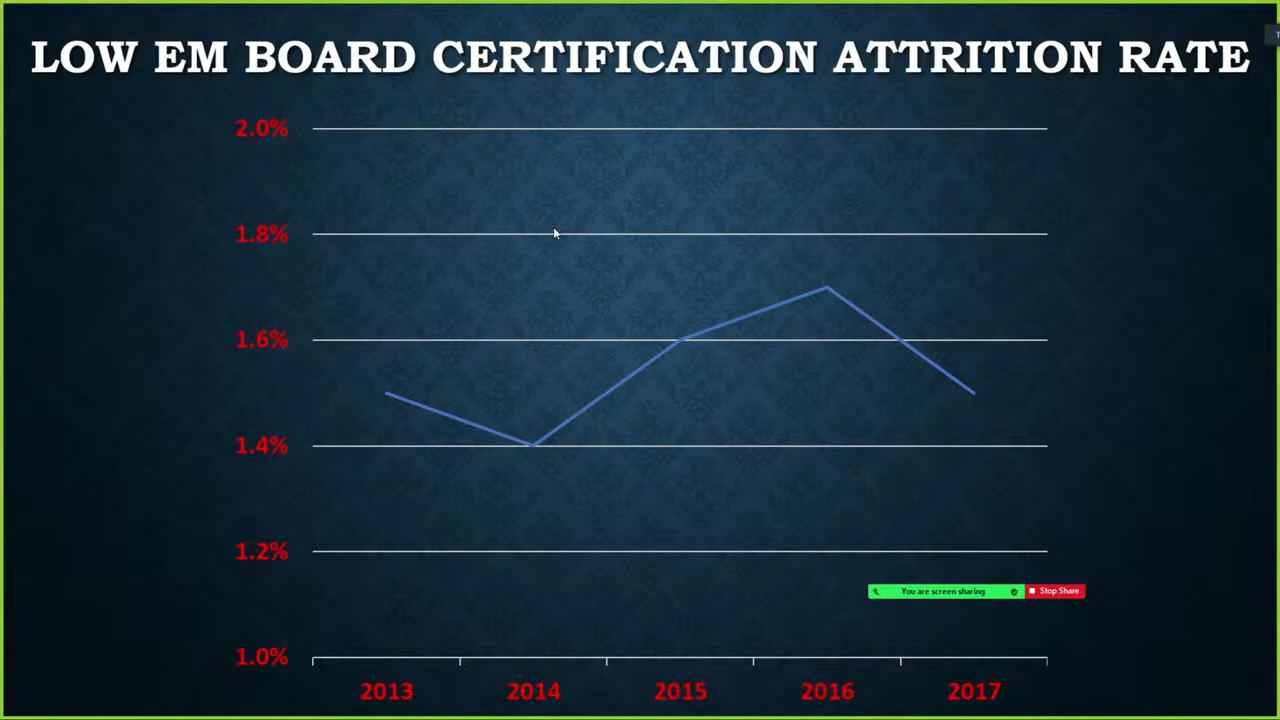 LOW EM BOARD CERTIFICATION ATTRITION RATE
2.0%
1.8%
1.6%
1.4%
1.2%
You are screen sharing Stop Share
1.0%
2013 2014 2015 2016 2017